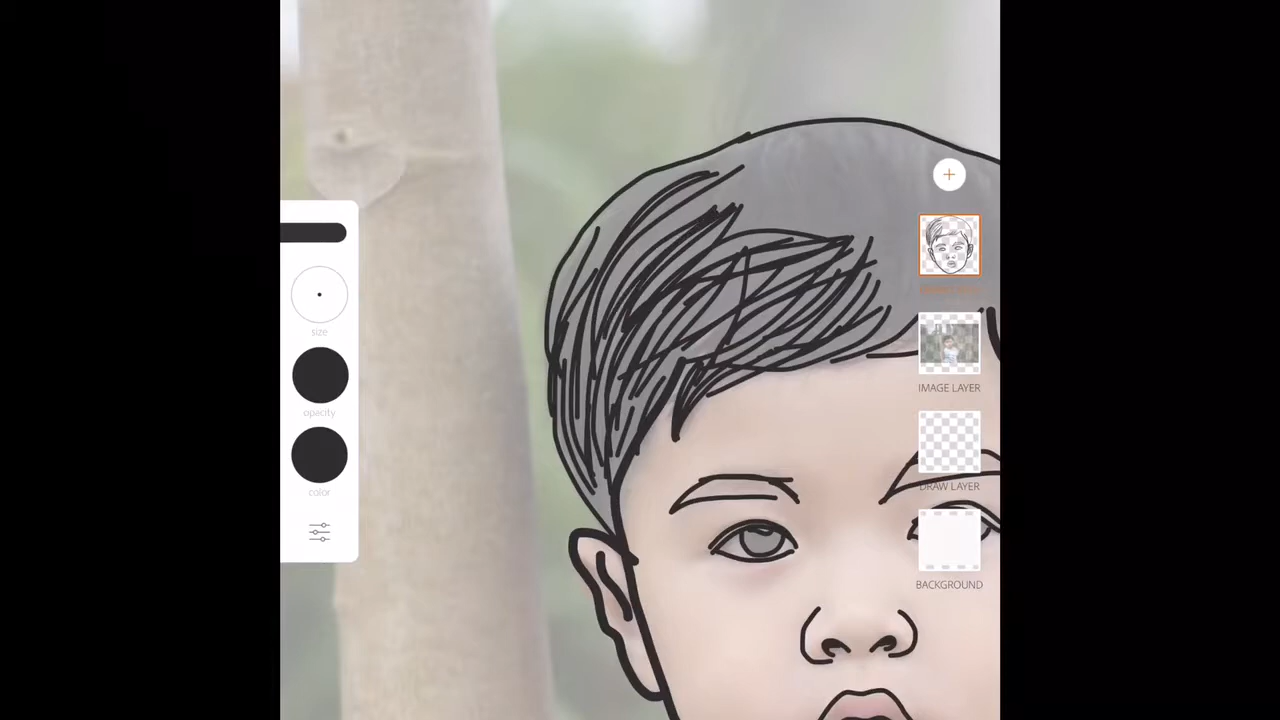 size
opacity
color
IMAGE LAYER
DRAW LAYER
BACKGROUND